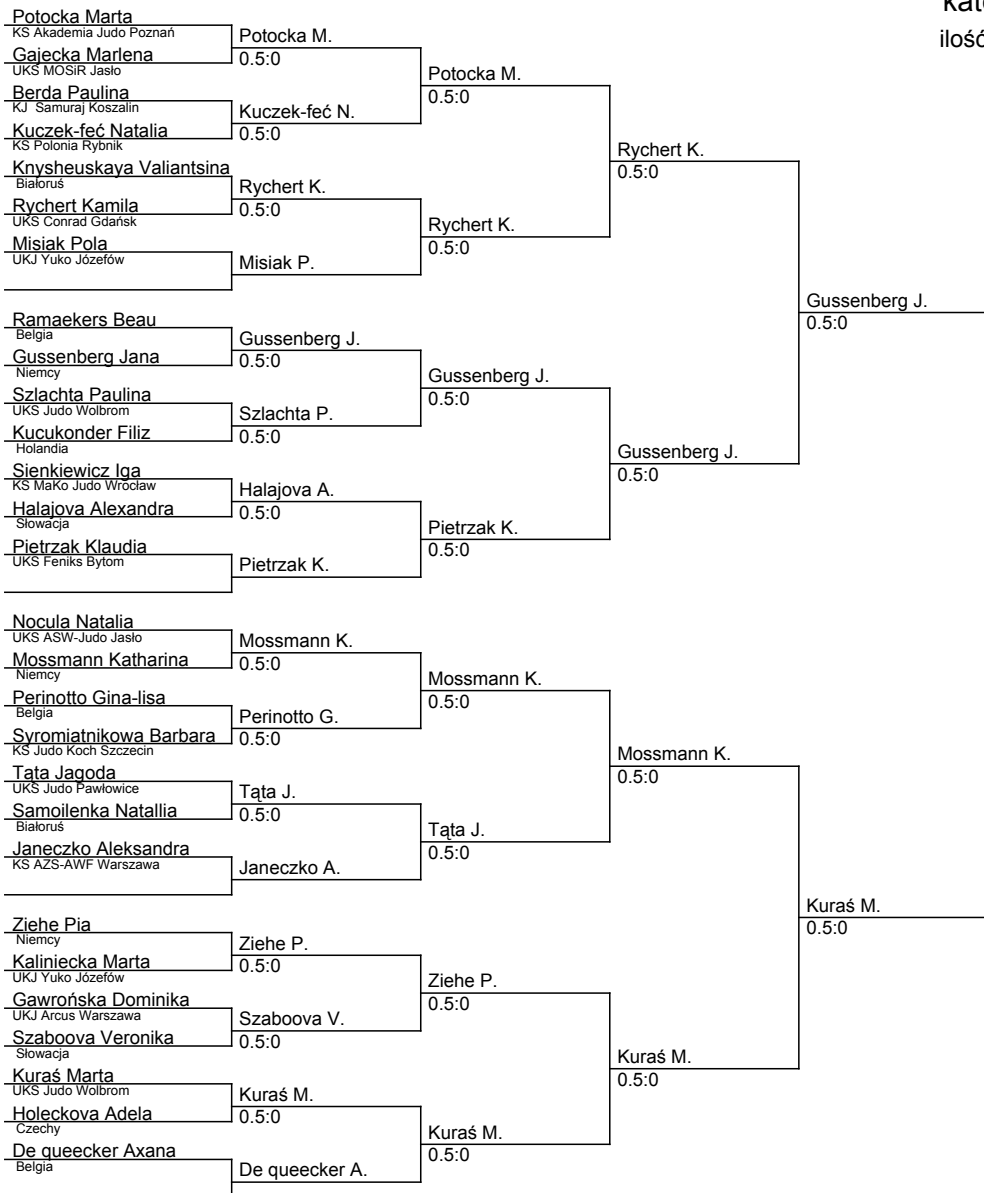 Potocka Marta
KS Akademia Judo Poznań
Gajecka Marlena
UKS MOSiR Jasło
Berda Paulina
KJ Samuraj Koszalin
Kuczek-feć Natalia
KS Polonia Rybnik
Knysheuskaya Valiantsina
Białoruś
Rychert Kamila
UKS Conrad Gdańsk
Misiak Pola
UKJ Yuko Józefów
Ramaekers Beau
Belgia
Gussenberg Jana
Niemcy
Szlachta Paulina
UKS Judo Wolbrom
Kucukonder Filiz
Holandia
Sienkiewicz Iga
KS MaKo Judo Wrocław
Halajova Alexandra
Słowacja
Pietrzak Klaudia
UKS Feniks Bytom
Nocula Natalia
UKS ASW-Judo Jasło
Mossmann Katharina
Niemcy
Perinotto Gina-lisa
Belgia
Syromiatnikowa Barbara
KS Judo Koch Szczecin
Tąta Jagoda
UKS Judo Pawłowice
Samoilenka Natallia
Białoruś
Janeczko Aleksandra
KS AZS-AWF Warszawa
Ziehe Pia
Niemcy
Kaliniecka Marta
UKJ Yuko Józefów
Gawrońska Dominika
UKJ Arcus Warszawa
Szaboova Veronika
Słowacja
Kuraś Marta
UKS Judo Wolbrom
Holeckova Adela
Czechy
De queecker Axana
Belgia
Potocka M.
0.5:0
Kuczek-feć N.
0.5:0
Rychert K.
0.5:0
Misiak P.
Gussenberg J.
0.5:0
Szlachta P.
0.5:0
Halajova A.
0.5:0
Pietrzak K.
Mossmann K.
0.5:0
Perinotto G.
0.5:0
Tąta J.
0.5:0
Janeczko A.
Ziehe P.
0.5:0
Szaboova V.
0.5:0
Kuraś M.
0.5:0
De queecker A.
Potocka M.
0.5:0
Rychert K.
0.5:0
Gussenberg J.
0.5:0
Pietrzak K.
0.5:0
Mossmann K.
0.5:0
Tąta J.
0.5:0
Ziehe P.
0.5:0
Kuraś M.
0.5:0
Rychert K.
0.5:0
Gussenberg J.
0.5:0
Mossmann K.
0.5:0
Kuraś M.
0.5:0
Gussenberg J.
0.5:0
Kuraś M.
0.5:0
ilość